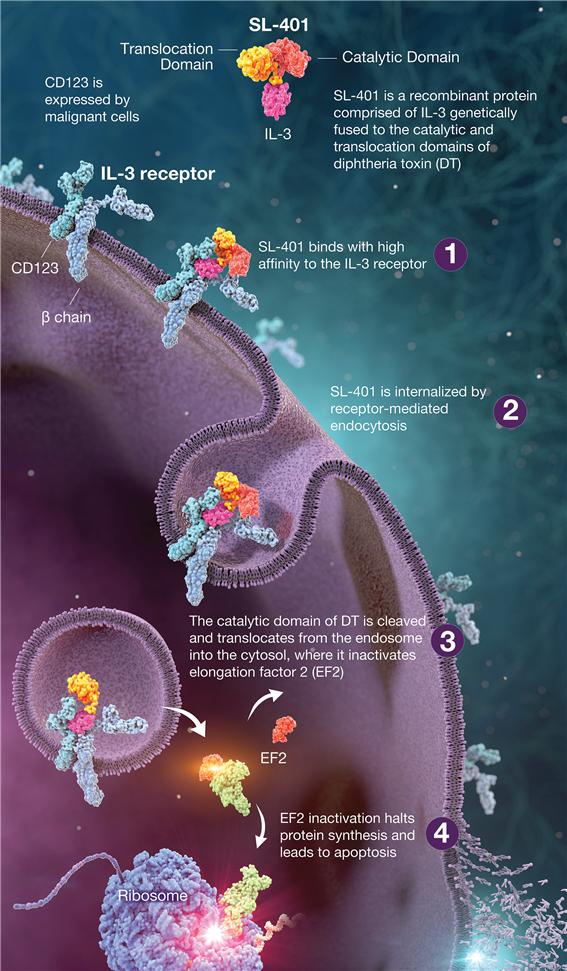 SL-401
Translocation
Domain
Catalytic Domain
IL-3
CD123 is
expressed by
malignant cells
SL-401 is a recombinant protein
comprised of IL-3 genetically
fused to the catalytic and
translocation domains of
diphtheria toxin (DT)
IL-3 receptor
CD123
β chain
SL-401 binds with high
affinity to the IL-3 receptor
1
SL-401 is internalized by
receptor-mediated
endocytosis
2
The catalytic domain of DT is cleaved
and translocates from the endosome
into the cytosol, where it inactivates
elongation factor 2 (EF2)
3
EF2
EF2 inactivation halts
protein synthesis and
leads to apoptosis
4
Ribosome